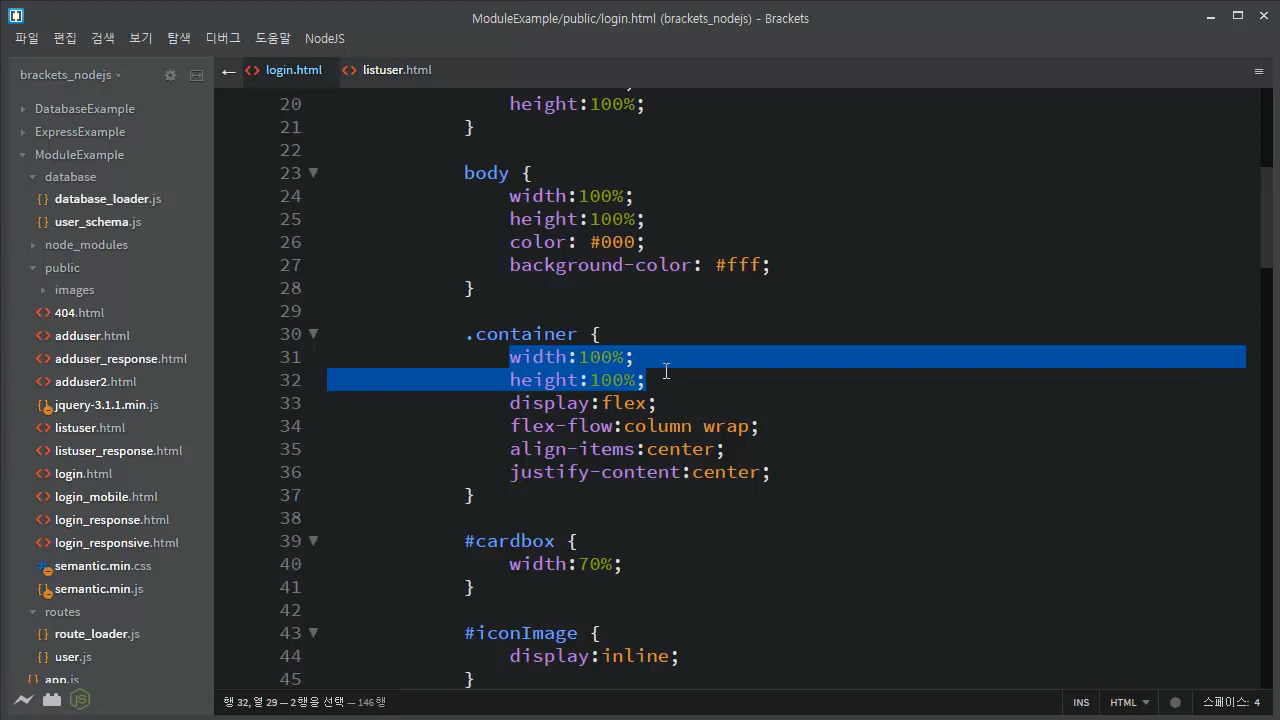 ModuleExample/public/login.html (brackets_nodejs) - Brackets
파일 편집 검색 보기 탐색 디버그 도움말 NodeJS
brackets_nodejs
login.html
listuser.html
DatabaseExample
ExpressExample
ModuleExample
database
database_loader.js
user_schema.js
node_modules
public
images
404.html
adduser.html
adduser_response.html
adduser2.html
jquery-3.1.1.min.js
listuser.html
listuser_response.html
login.html
login_mobile.html
login_response.html
login_responsive.html
semantic.min.css
semantic.min.js
routes
route_loader.js
user.js
app.js
20 height:100%;
21 }
22
23 body {
24 width:100%;
25 height:100%;
26 color: #000;
27 background-color: #fff;
28 }
29
30 .container {
31 width:100%;
32 height:100%;
33 display:flex;
34 flex-flow:column wrap;
35 align-items:center;
36 justify-content:center;
37 }
38
39 #cardbox {
40 width:70%;
41 }
42
43 #iconImage {
44 display:inline;
45 }
행 32, 열 29 — 2 행을 선택 — 146 행
INS HTML 스페이스: 4